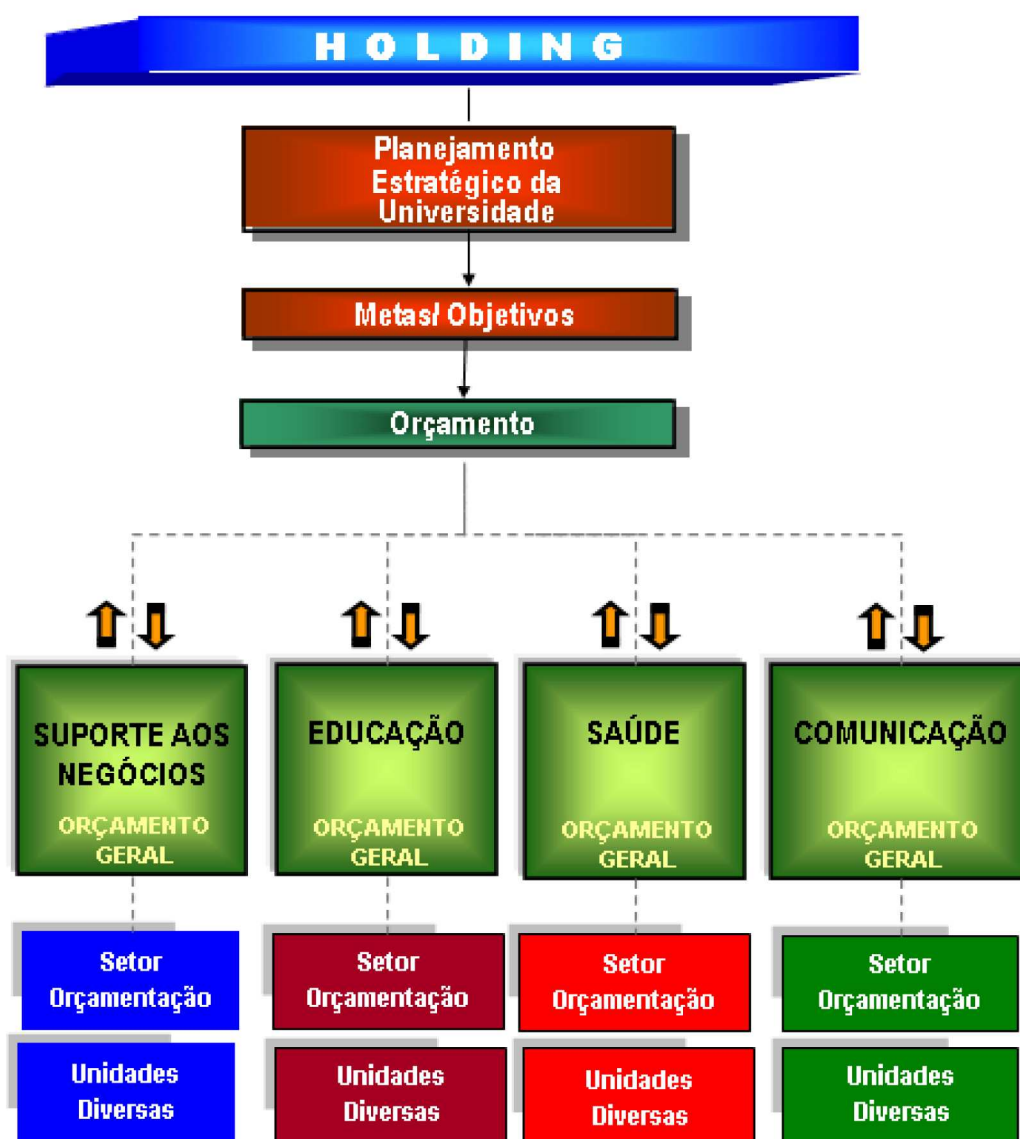 HOLDING
Planejamento
Estratégico da
Universidade
Metas/ Objetivos
Orçamento
SUPORTE AOS
NEGÓCIOS
ORÇAMENTO
GERAL
EDUCAÇÃO
ORÇAMENTO
GERAL
SAÚDE
ORÇAMENTO
GERAL
COMUNICAÇÃO
ORÇAMENTO
GERAL
Setor
Orçamentação
Setor
Orçamentação
Setor
Orçamentação
Setor
Orçamentação
Unidades
Diversas
Unidades
Diversas
Unidades
Diversas
Unidades
Diversas